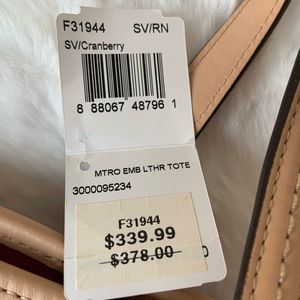 F31944 SV/RN
SV/Cranberry
8 88067 48796 1
MTRO EMB LTHR TOTE
3000095234
F31944
$339.99
$378.00